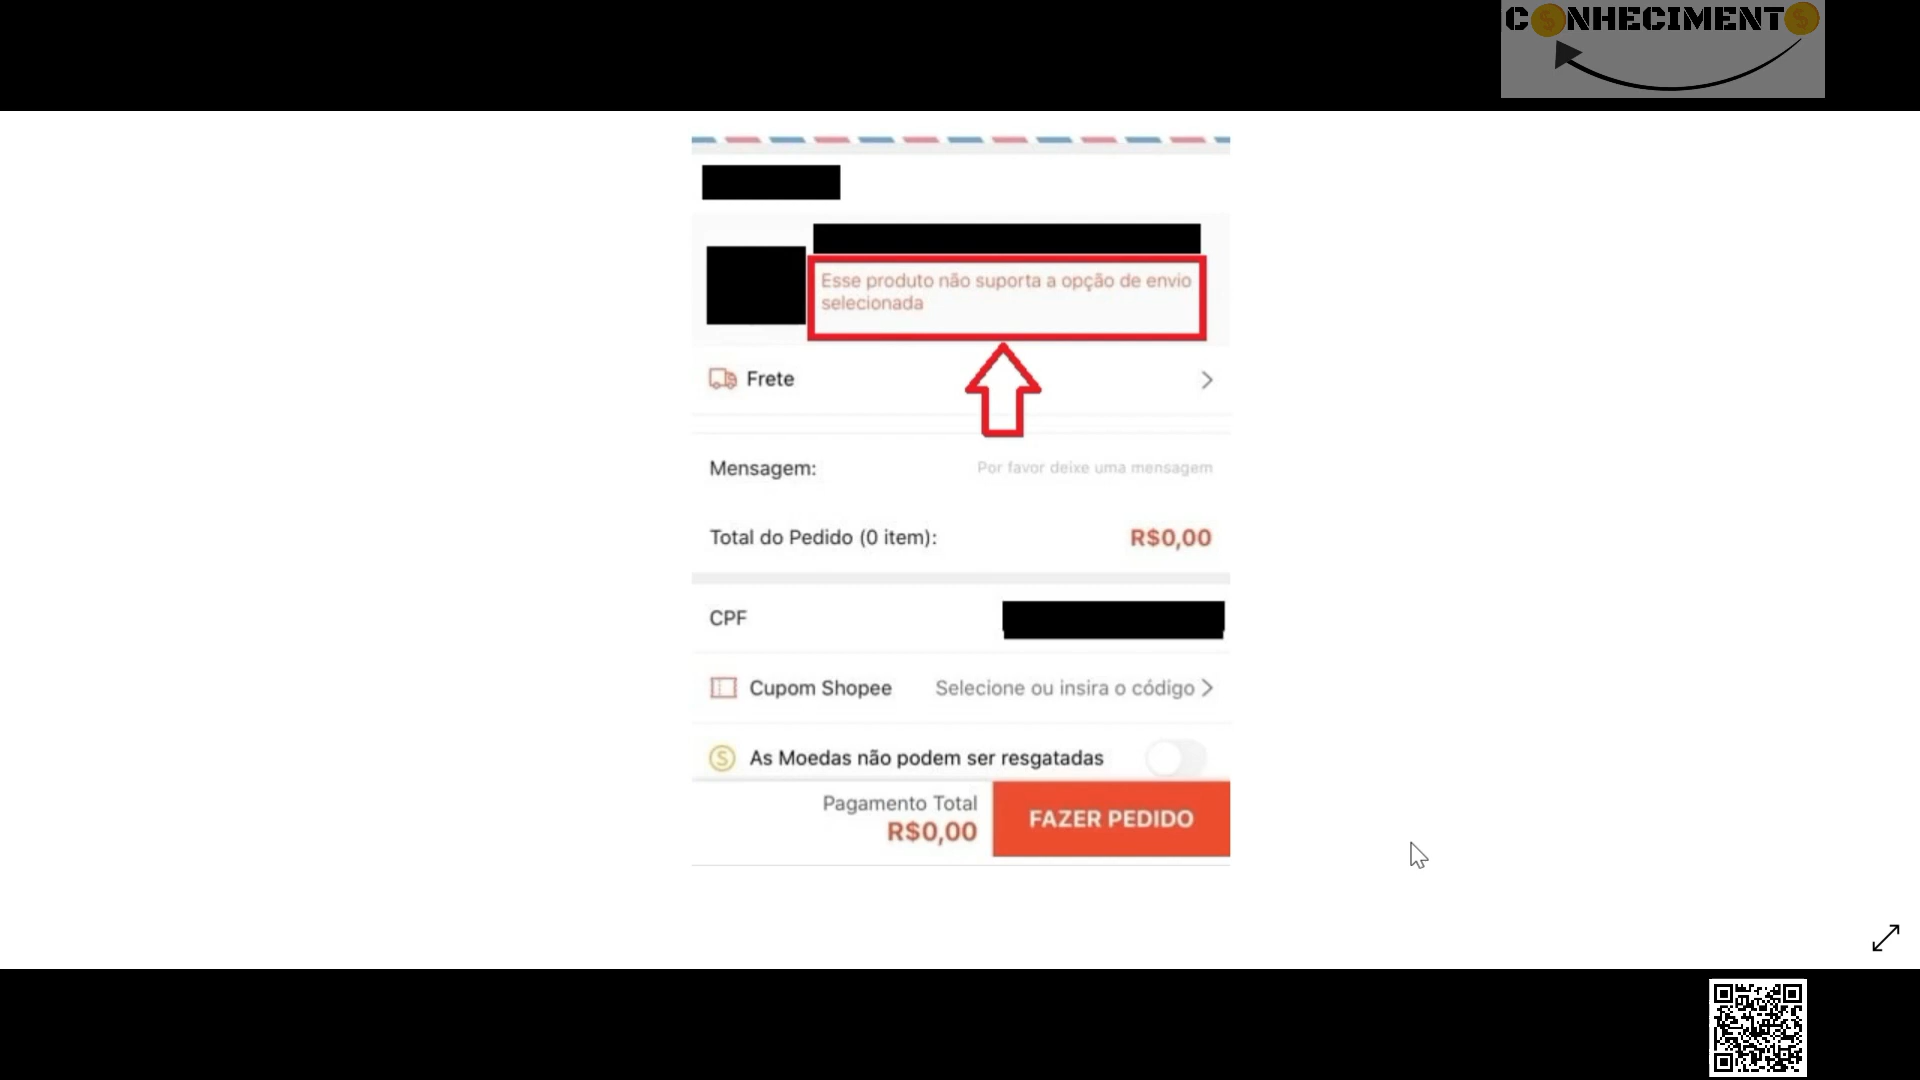 CONHECIMENTO
Esse produto não suporta a opção de envio
selecionada
Frete
Mensagem:
Por favor deixe uma mensagem
Total do Pedido (0 item):
R$0,00
CPF
Cupom Shopee
Selecione ou insira o código
As Moedas não podem ser resgatadas
Pagamento Total
R$0,00
FAZER PEDIDO